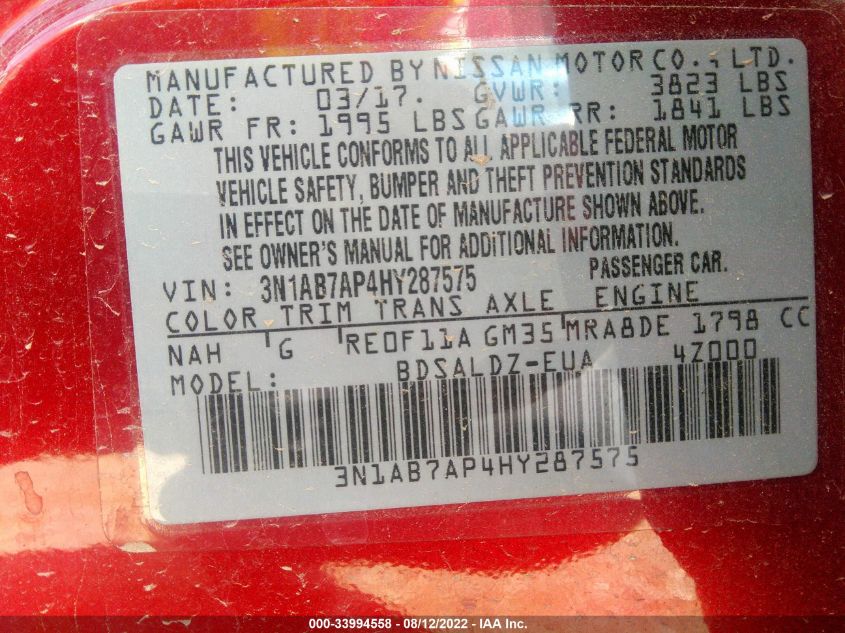 MANUFACTURED BY NISSAN MOTOR CO., LTD.
DATE: 03/17. GVWR: 3823 LBS
GAWR FR: 1995 LBS GAWR RR: 1841 LBS
THIS VEHICLE CONFORMS TO ALL APPLICABLE FEDERAL MOTOR
VEHICLE SAFETY, BUMPER AND THEFT PREVENTION STANDARDS
IN EFFECT ON THE DATE OF MANUFACTURE SHOWN ABOVE.
SEE OWNER'S MANUAL FOR ADDITIONAL INFORMATION.
VIN: 3N1AB7AP4HY287575 PASSENGER CAR.
COLOR TRIM TRANS AXLE ENGINE
NAH G RE0F11A GM35 MRA8DE 1798 CC
MODEL: BDSALDZ-EUA 4Z000
3N1AB7AP4HY287575
000-33994558 - 08/12/2022 - IAA Inc.